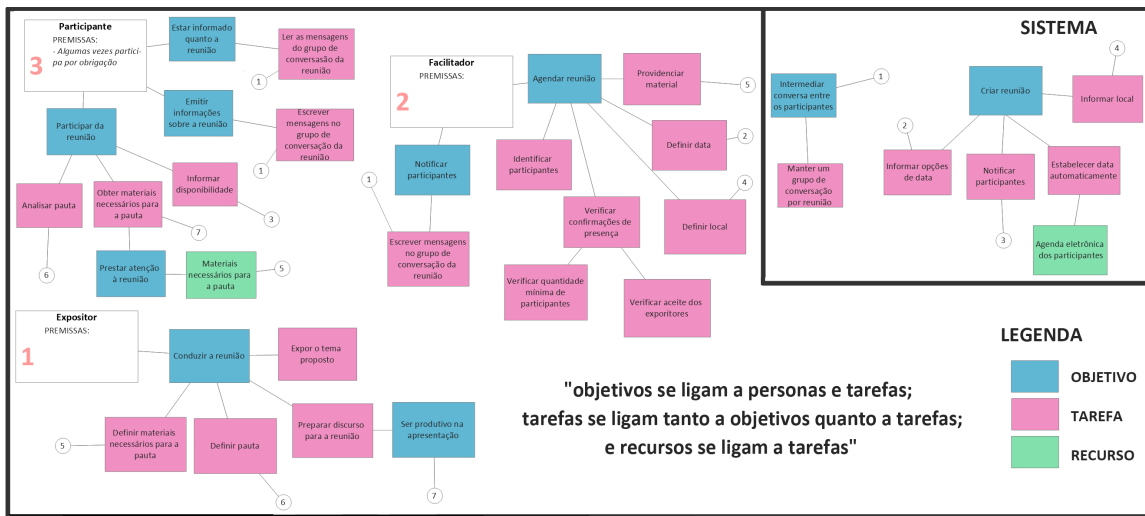 Participante
PREMISSAS:
- Algumas vezes partici-
pa por obrigação
3
Estar informado
quanto a
reunião
Ler as mensagens
do grupo de
conversasão da
reunião
1
Emitir
informações
sobre a reunião
Escrever
mensagens no
grupo de
conversação da
reunião
1
Participar da
reunião
Analisar pauta
6
Obter materiais
necessários para
a pauta
7
Informar
disponibilidade
3
Prestar atenção
à reunião
Materiais
necessários para
a pauta
5
Facilitador
PREMISSAS:
2
Agendar reunião
Providenciar
material
5
Definir data
2
Identificar
participantes
Notificar
participantes
1
Escrever mensagens
no grupo de
conversação da
reunião
Verificar
confirmações de
presença
4
Definir local
Verificar quantidade
mínima de
participantes
Verificar aceite dos
exporitores
SISTEMA
Intermediar
conversa entre
os participantes
1
Manter um
grupo de
conversação por
reunião
Criar reunião
4
Informar local
2
Informar opções
de data
Notificar
participantes
3
Estabelecer data
automaticamente
Agenda eletrônica
dos participantes
Expositor
PREMISSAS:
1
Conduzir a reunião
Expor o tema
proposto
5
Definir materiais
necessários para a
pauta
Definir pauta
6
Preparar discurso
para a reunião
Ser produtivo na
apresentação
7
"objetivos se ligam a personas e tarefas;
tarefas se ligam tanto a objetivos quanto a tarefas;
e recursos se ligam a tarefas"
LEGENDA
OBJETIVO
TAREFA
RECURSO